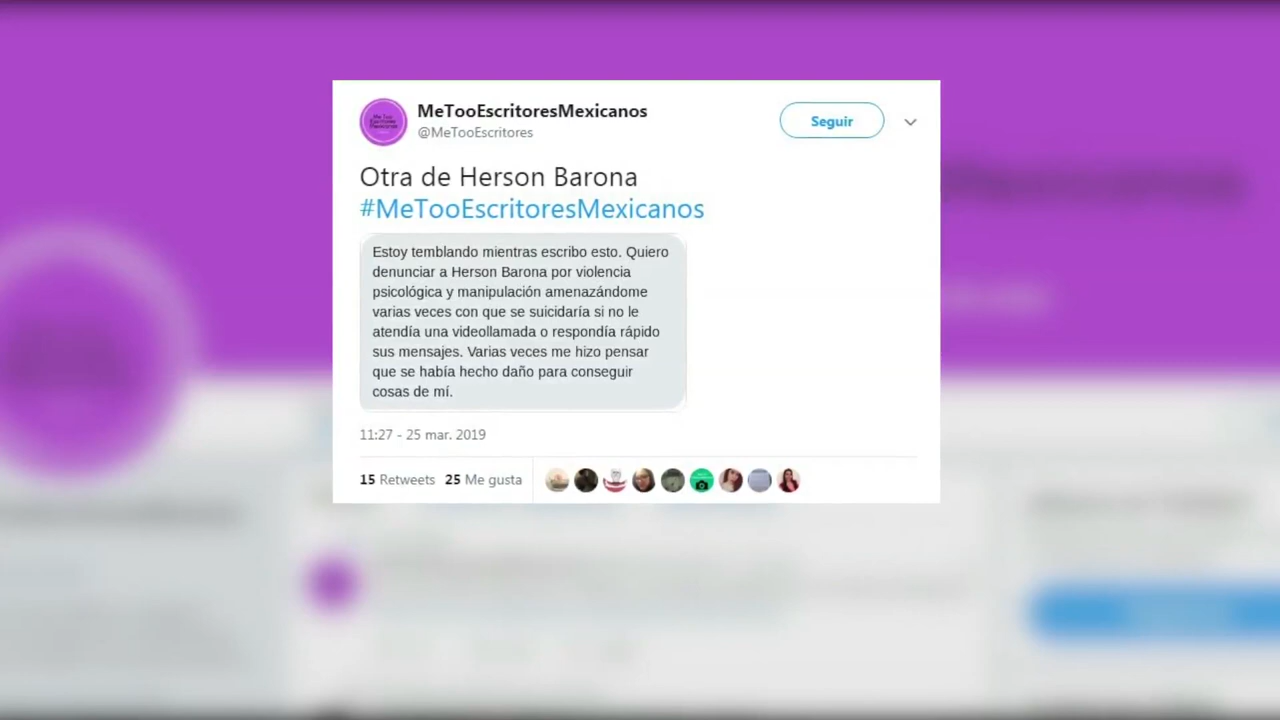 MeTooEscritoresMexicanos
@MeTooEscritores
Seguir
Otra de Herson Barona
#MeTooEscritoresMexicanos
Estoy temblando mientras escribo esto. Quiero
denunciar a Herson Barona por violencia
psicológica y manipulación amenazándome
varias veces con que se suicidaría si no le
atendía una videollamada o respondía rápido
sus mensajes. Varias veces me hizo pensar
que se había hecho daño para conseguir
cosas de mí.
11:27 - 25 mar. 2019
15 Retweets 25 Me gusta